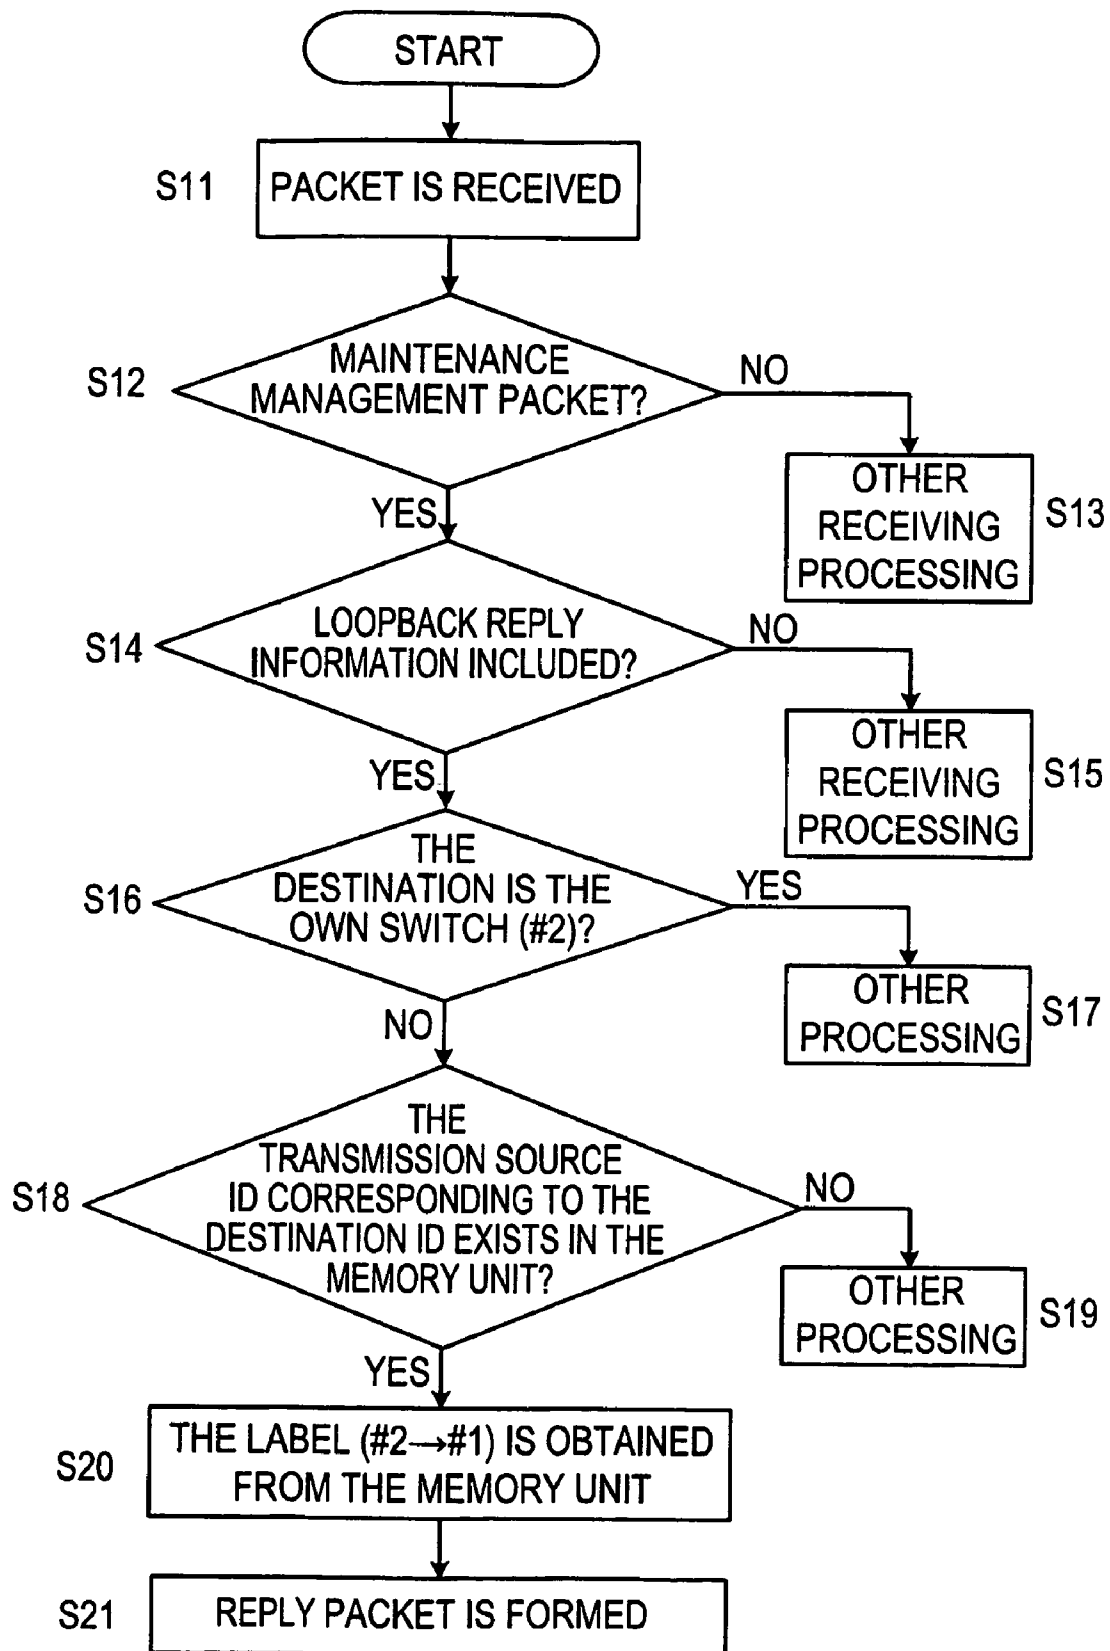 START
S11
PACKET IS RECEIVED
S12
MAINTENANCE
MANAGEMENT PACKET?
NO
YES
OTHER
RECEIVING
PROCESSING
S13
S14
LOOPBACK REPLY
INFORMATION INCLUDED?
NO
YES
OTHER
RECEIVING
PROCESSING
S15
S16
THE
DESTINATION IS THE
OWN SWITCH (#2)?
YES
NO
OTHER
PROCESSING
S17
S18
THE
TRANSMISSION SOURCE
ID CORRESPONDING TO THE
DESTINATION ID EXISTS IN THE
MEMORY UNIT?
NO
YES
OTHER
PROCESSING
S19
S20
THE LABEL (#2→#1) IS OBTAINED
FROM THE MEMORY UNIT
S21
REPLY PACKET IS FORMED